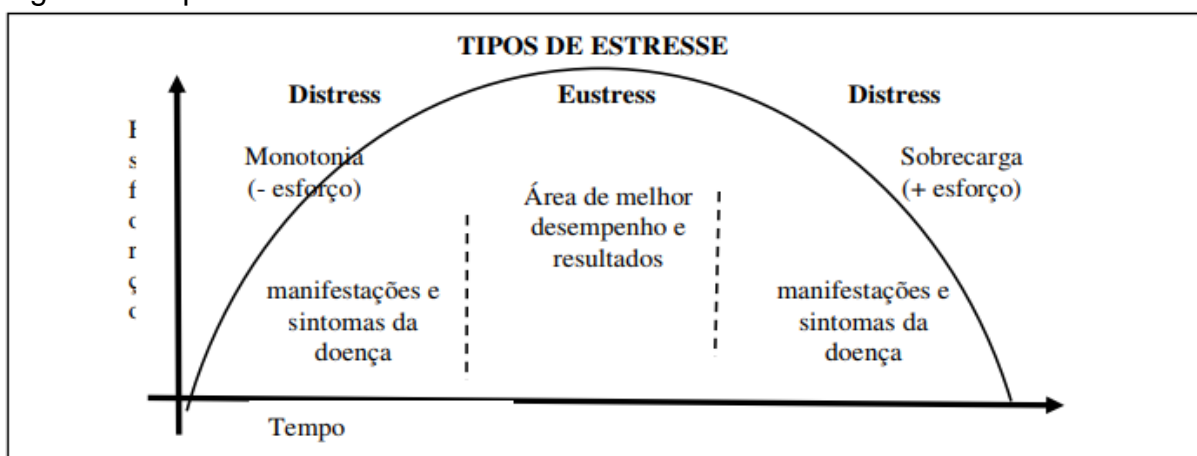 TIPOS DE ESTRESSE
Distress
Eustress
Distress
Monotonia
(- esforço)
Sobrecarga
(+ esforço)
Área de melhor
desempenho e
resultados
manifestações e
sintomas da
doença
manifestações e
sintomas da
doença
Tempo